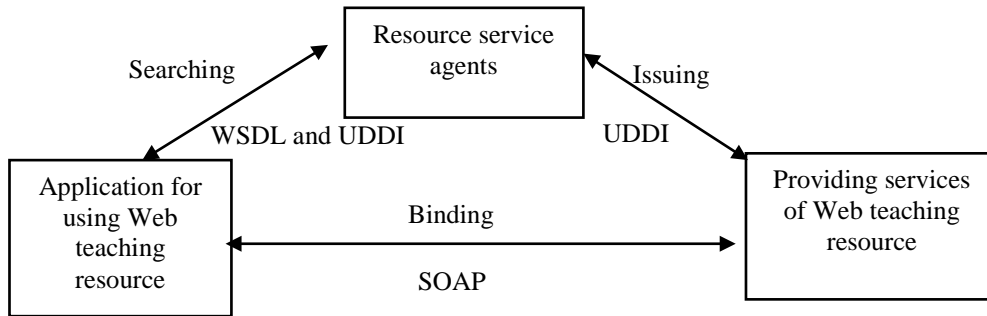 Resource service
agents
Searching
Issuing
WSDL and UDDI
UDDI
Application for
using Web
teaching
resource
Binding
SOAP
Providing services
of Web teaching
resource